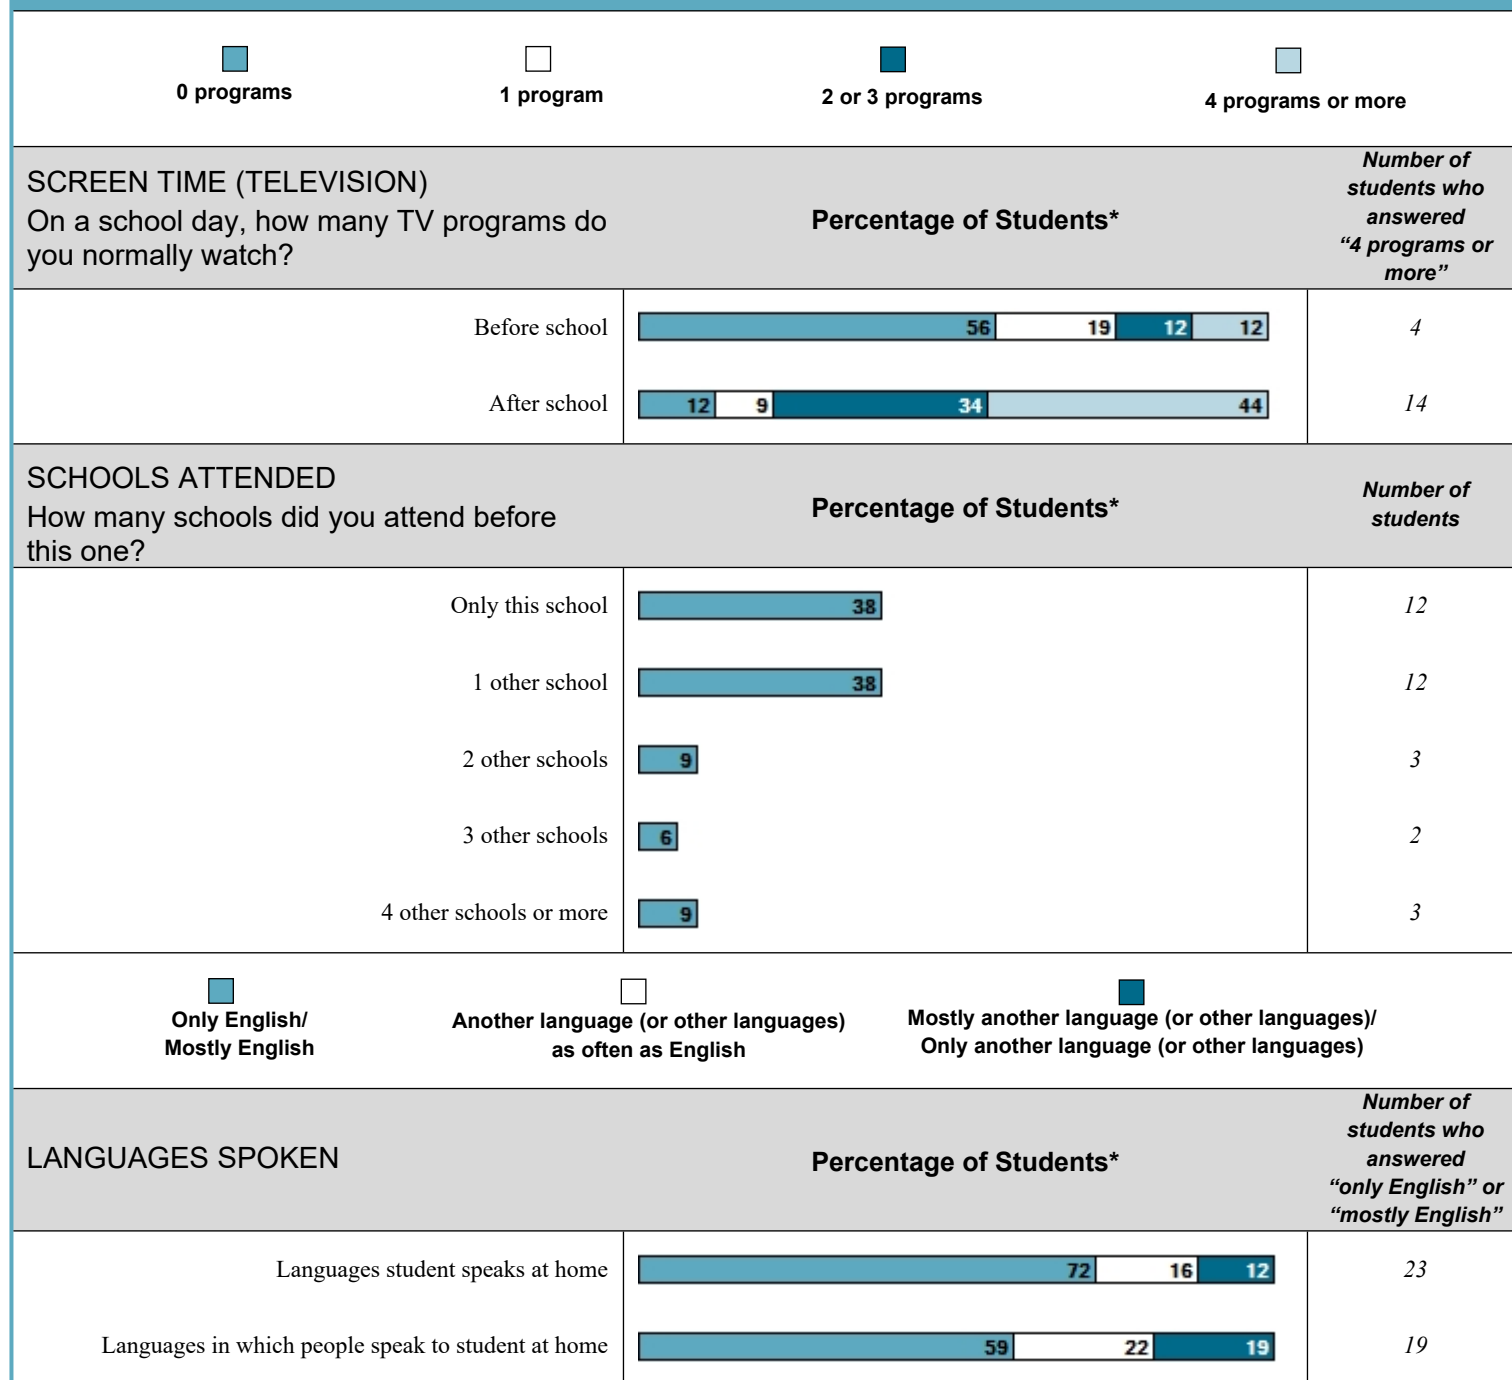 0 programs
1 program
2 or 3 programs
4 programs or more
SCREEN TIME (TELEVISION)
On a school day, how many TV programs do
you normally watch?
Percentage of Students*
Number of
students who
answered
“4 programs or
more”
Before school
56 19 12 12
4
After school
12 9 34 44
14
SCHOOLS ATTENDED
How many schools did you attend before
this one?
Percentage of Students*
Number of
students
Only this school
38
12
1 other school
38
12
2 other schools
9
3
3 other schools
6
2
4 other schools or more
9
3
Only English/
Mostly English
Another language (or other languages)
as often as English
Mostly another language (or other languages)/
Only another language (or other languages)
LANGUAGES SPOKEN
Percentage of Students*
Number of
students who
answered
“only English” or
“mostly English”
Languages student speaks at home
72 16 12
23
Languages in which people speak to student at home
59 22 19
19